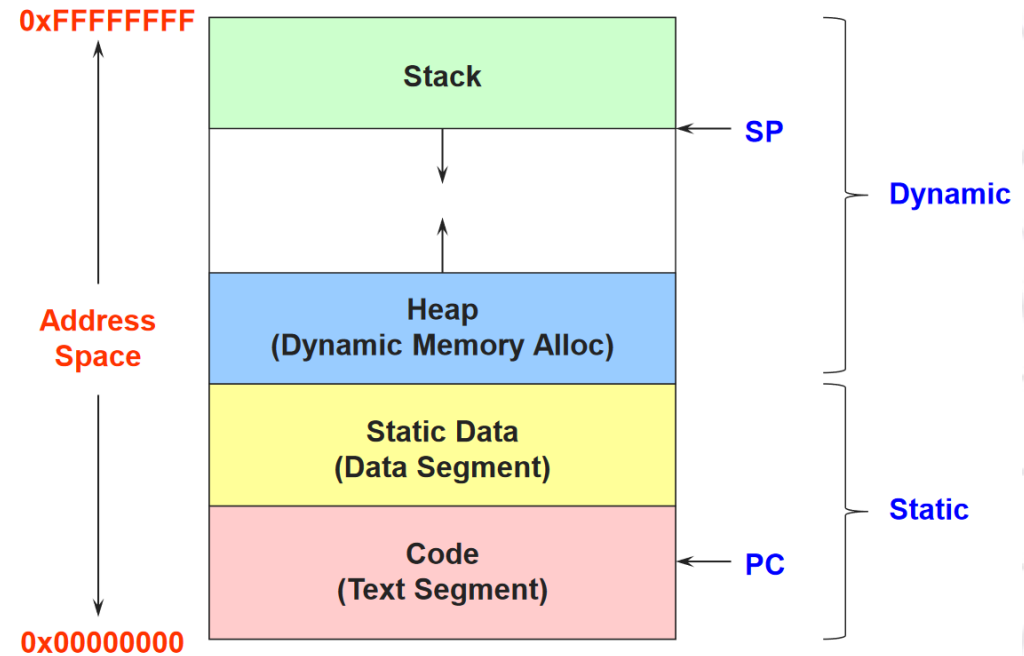 0xFFFFFFFF
Stack
SP
Dynamic
Heap
(Dynamic Memory Alloc)
Address
Space
Static Data
(Data Segment)
Static
Code
(Text Segment)
PC
0x00000000